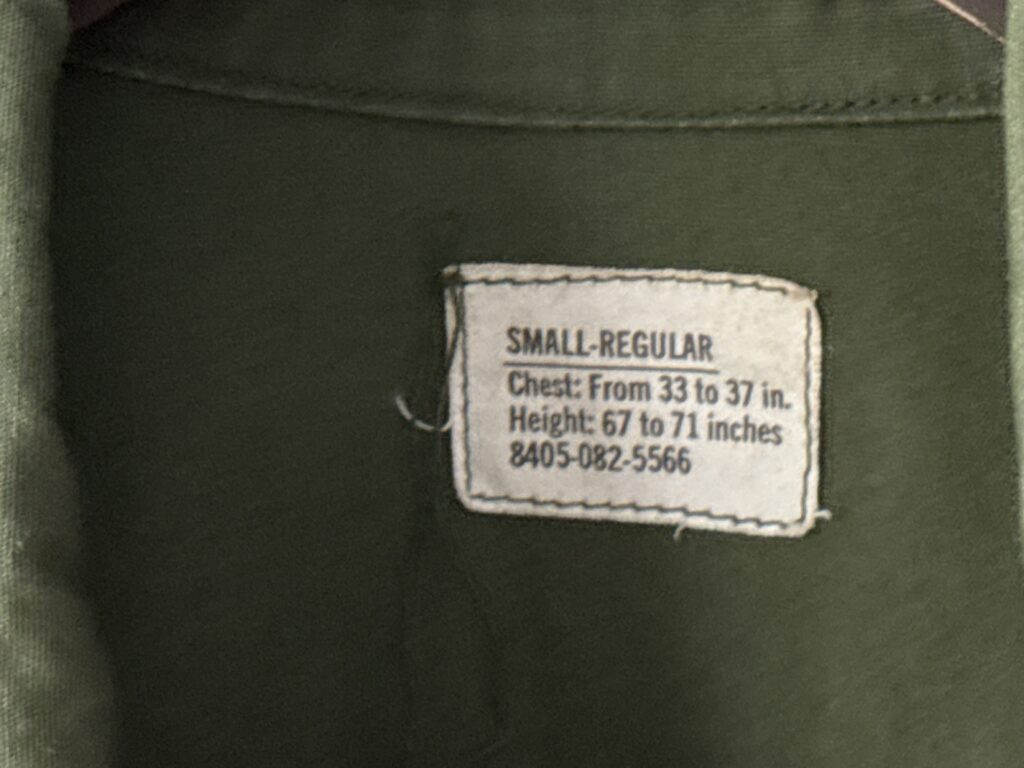 SMALL-REGULAR
Chest: From 33 to 37 in.
Height: 67 to 71 inches
8405-082-5566